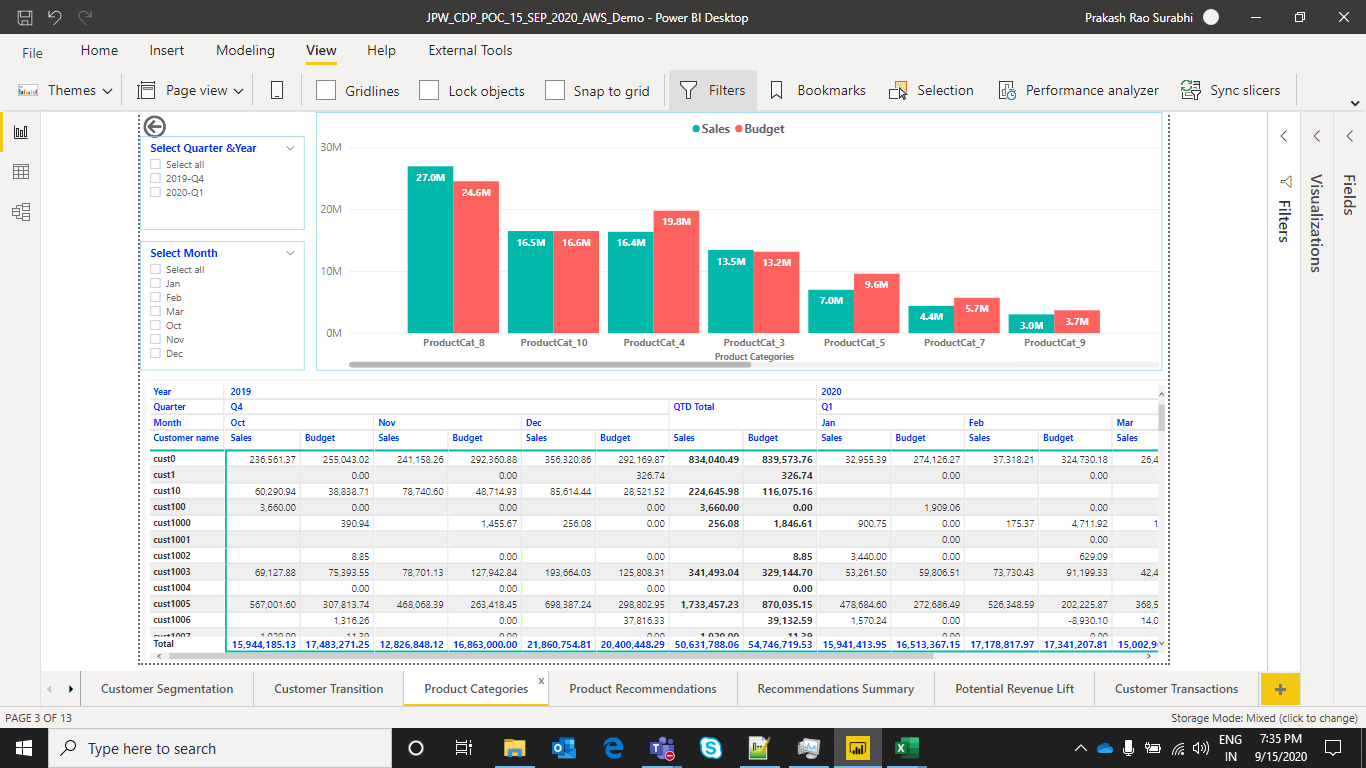 JPW_CDP_POC_15_SEP_2020_AWS_Demo - Power BI Desktop
Prakash Rao Surabhi
File Home Insert Modeling View Help External Tools
Themes Page view Gridlines Lock objects Snap to grid Filters Bookmarks Selection Performance analyzer Sync slicers
Select Quarter &Year
Select all
2019-Q4
2020-Q1
Select Month
Select all
Jan
Feb
Mar
Oct
Nov
Dec
Sales Budget
30M
20M
10M
0M
27.0M 24.6M 16.5M 16.6M 16.4M 19.8M 13.5M 13.2M 7.0M 9.6M 4.4M 5.7M 3.0M 3.7M
ProductCat_8 ProductCat_10 ProductCat_4 ProductCat_3 ProductCat_5 ProductCat_7 ProductCat_9
Product Categories
Filters
Visualizations
Fields
Year 2019 2020
Quarter Q4 QTD Total Q1
Month Oct Nov Dec Jan Feb Mar
Customer name Sales Budget Sales Budget Sales Budget Sales Budget Sales Budget Sales Budget Sales
cust0 236,561.37 255,043.02 241,158.26 292,360.88 356,320.86 292,169.87 834,040.49 839,573.76 32,955.39 274,126.27 37,318.21 324,730.18 26,4
cust1 0.00 0.00 326.74 326.74 0.00 0.00
cust10 60,290.94 38,838.71 78,740.60 48,714.93 85,614.44 28,521.52 224,645.98 116,075.16
cust100 3,660.00 0.00 0.00 0.00 3,660.00 0.00 1,909.06 0.00
cust1000 390.94 1,455.67 256.08 0.00 256.08 1,846.61 900.75 0.00 175.37 4,711.92 1
cust1001 0.00 0.00
cust1002 8.85 0.00 0.00 8.85 3,440.00 0.00 629.09
cust1003 69,127.88 75,393.55 78,701.13 127,942.84 193,664.03 125,808.31 341,493.04 329,144.70 53,261.50 59,806.51 73,730.43 91,199.33 42,4
cust1004 0.00 0.00 0.00 0.00
cust1005 567,001.60 307,813.74 468,068.39 263,418.45 698,387.24 298,802.95 1,733,457.23 870,035.15 478,684.60 272,686.49 526,348.59 202,225.87 368,5
cust1006 1,316.26 0.00 37,816.33 39,132.59 1,570.24 0.00 -8,930.10 14,0
cust1007 1,020.00 11.39 0.00 0.00 1,020.00 11.39 0.00 0.00
Total 15,944,185.13 17,483,271.25 12,826,848.12 16,863,000.00 21,860,754.81 20,400,448.29 50,631,788.06 54,746,719.53 15,941,413.95 16,513,367.15 17,178,817.97 17,341,207.81 15,002,9
Customer Segmentation Customer Transition Product Categories x Product Recommendations Recommendations Summary Potential Revenue Lift Customer Transactions +
PAGE 3 OF 13
Storage Mode: Mixed (click to change)
Type here to search
ENG
IN
7:35 PM
9/15/2020